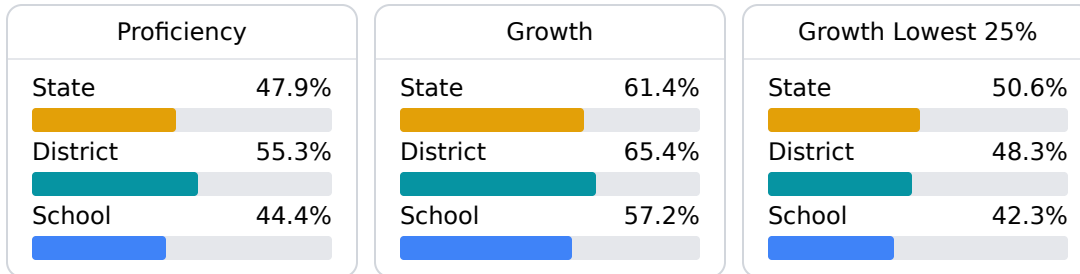 Proficiency
State 47.9%
District 55.3%
School 44.4%
Growth
State 61.4%
District 65.4%
School 57.2%
Growth Lowest 25%
State 50.6%
District 48.3%
School 42.3%